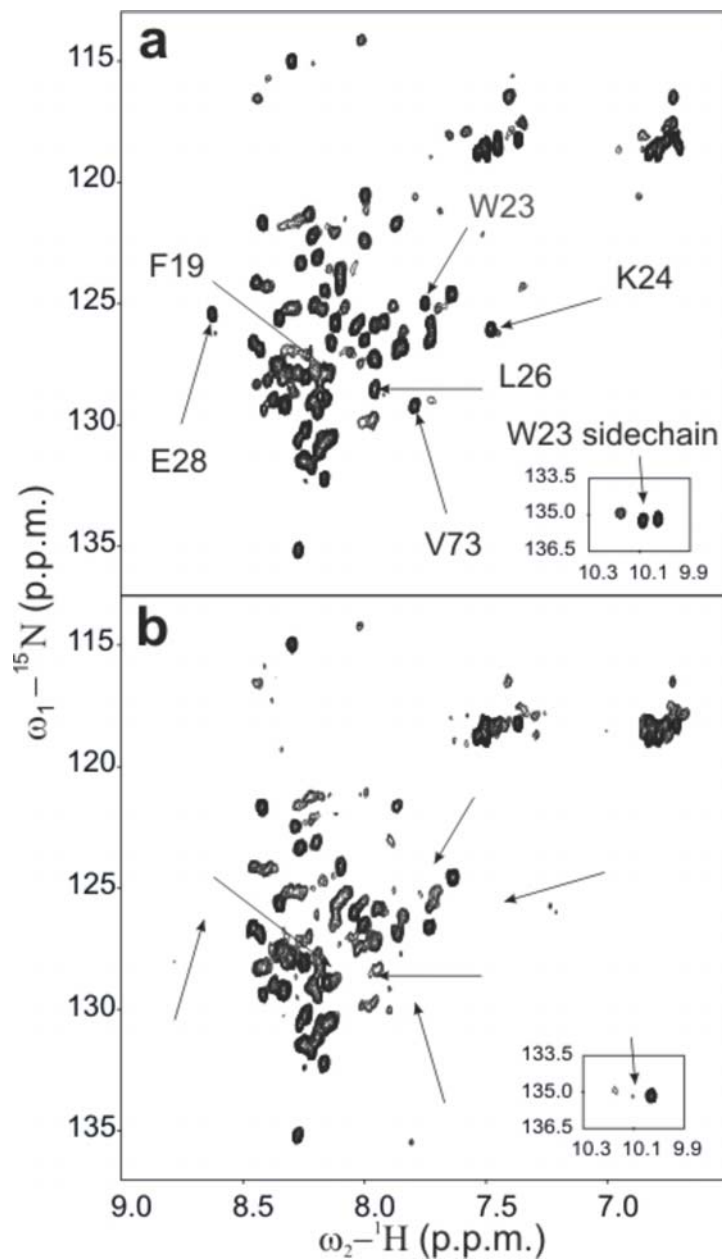 a
115
120
W23
F19
K24
125
L26
130
E28
W23 sidechain
133.5
V73
135.0
135
136.5
10.3 10.1 9.9
b
115
120
125
130
133.5
135.0
135
136.5
10.3 10.1 9.9
9.0 8.5 8.0 7.5 7.0
ω₁–¹⁵N (p.p.m.)
ω₂–¹H (p.p.m.)